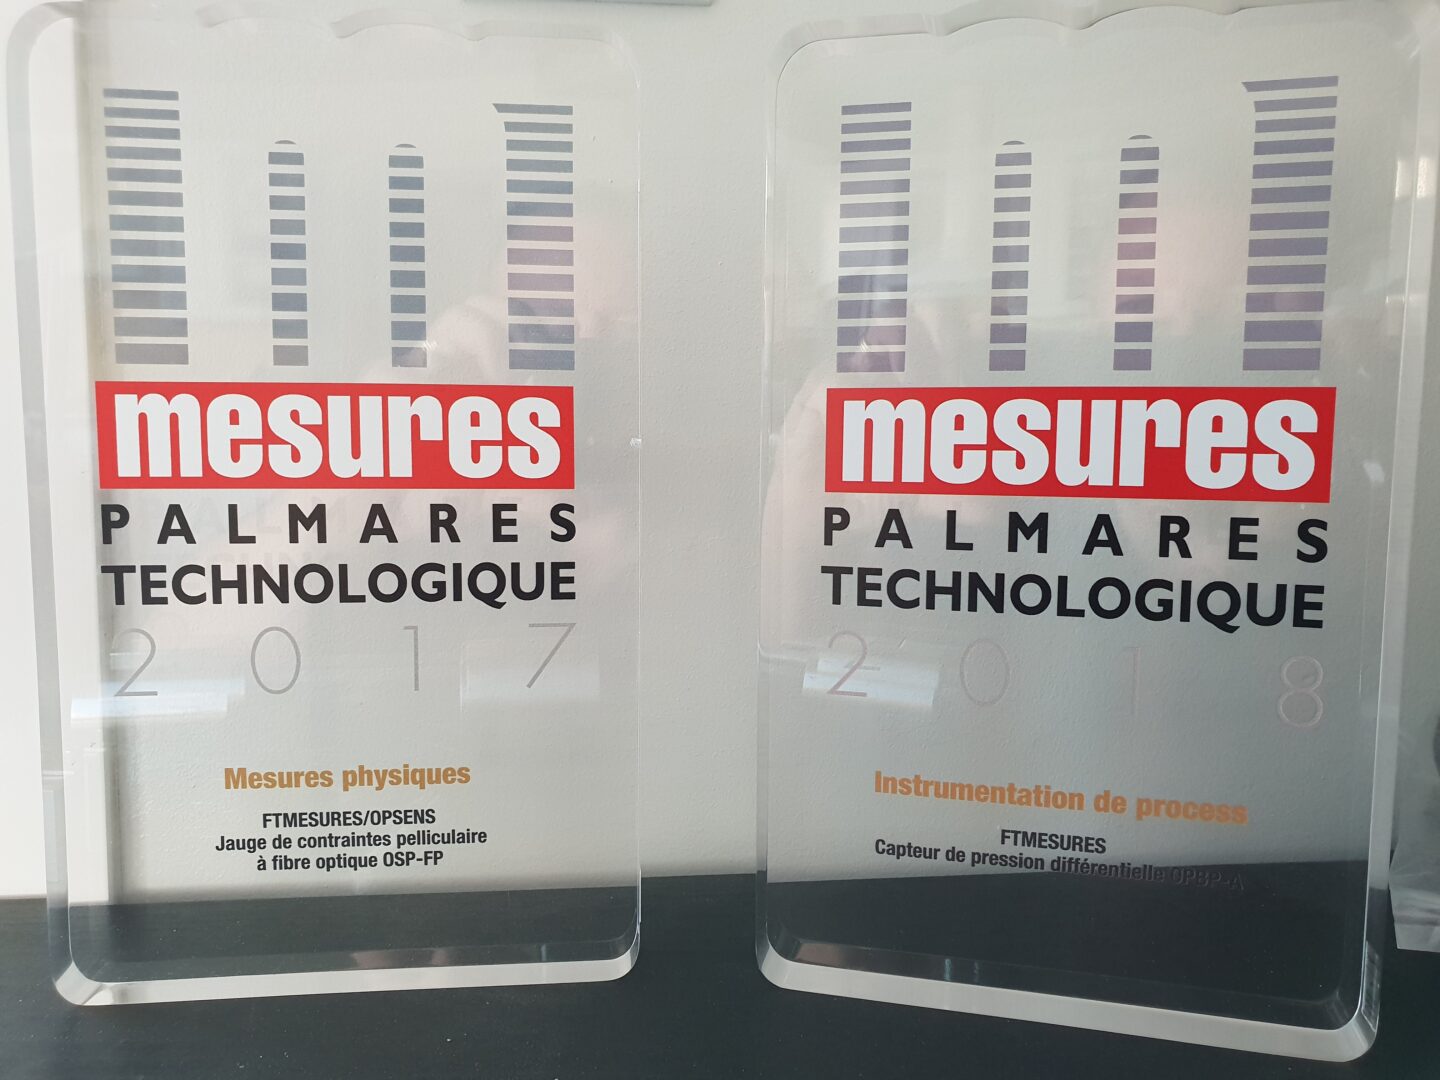 mesures
PALMARES
TECHNOLOGIQUE
2017
Mesures physiques
FTMESURES/OPSENS
Jauge de contraintes pelliculaire
à fibre optique OSP-FP
mesures
PALMARES
TECHNOLOGIQUE
2018
Instrumentation de process
FTMESURES
Capteur de pression différentielle OPBP-A